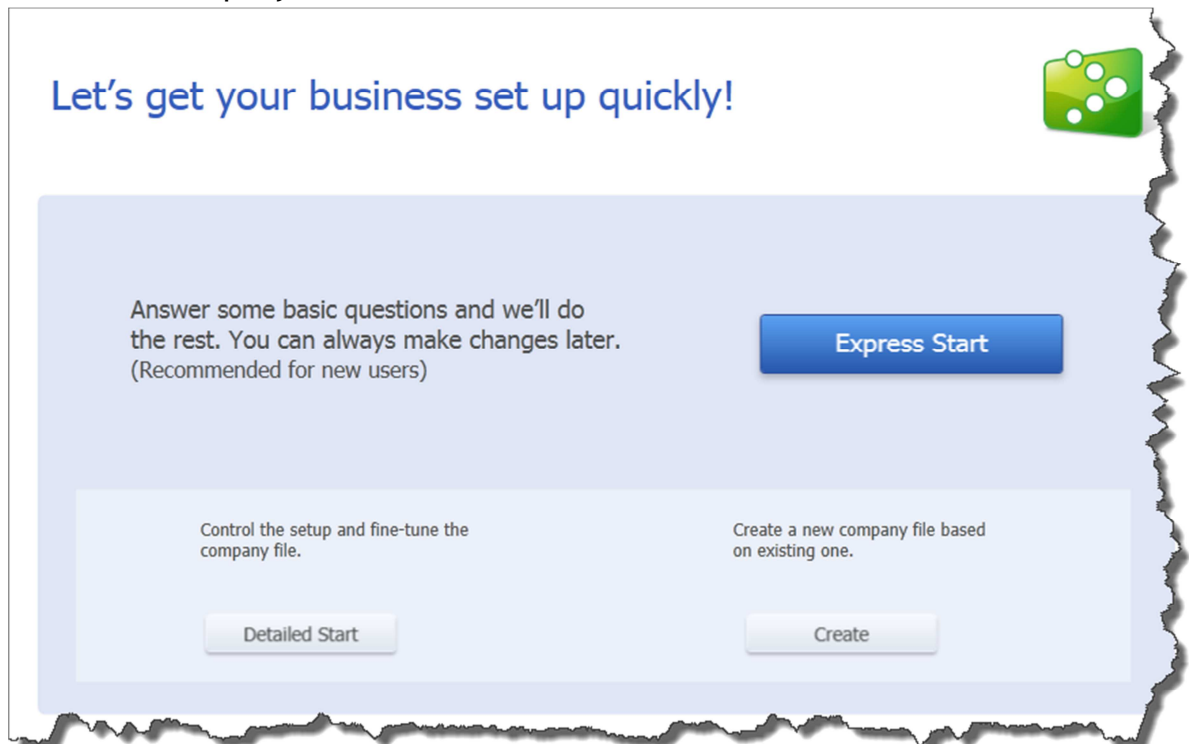 Let's get your business set up quickly!
Answer some basic questions and we'll do
the rest. You can always make changes later.
(Recommended for new users)
Express Start
Control the setup and fine-tune the
company file.
Create a new company file based
on existing one.
Detailed Start
Create